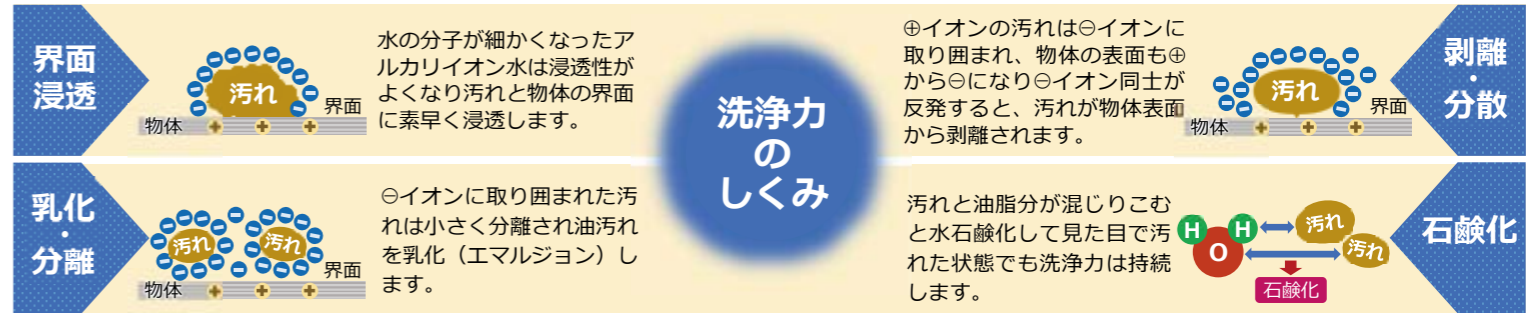 界面
浸透
汚れ
界面
物体
水の分子が細かくなったア
ルカリイオン水は浸透性が
よくなり汚れと物体の界面
に素早く浸透します。
洗浄力
の
しくみ
⊕イオンの汚れは⊖イオンに
取り囲まれ、物体の表面も⊕
から⊖になり⊖イオン同士が
反発すると、汚れが物体表面
から剥離されます。
汚れ
界面
物体
剥離
・
分散
乳化
・
分離
汚れ
汚れ
界面
物体
⊖イオンに取り囲まれた汚
れは小さく分離され油汚れ
を乳化（エマルジョン）し
ます。
汚れと油脂分が混じりこむ
と水石鹸化して見た目で汚
れた状態でも洗浄力は持続
します。
H
H
O
汚れ
汚れ
石鹸化
石鹸化